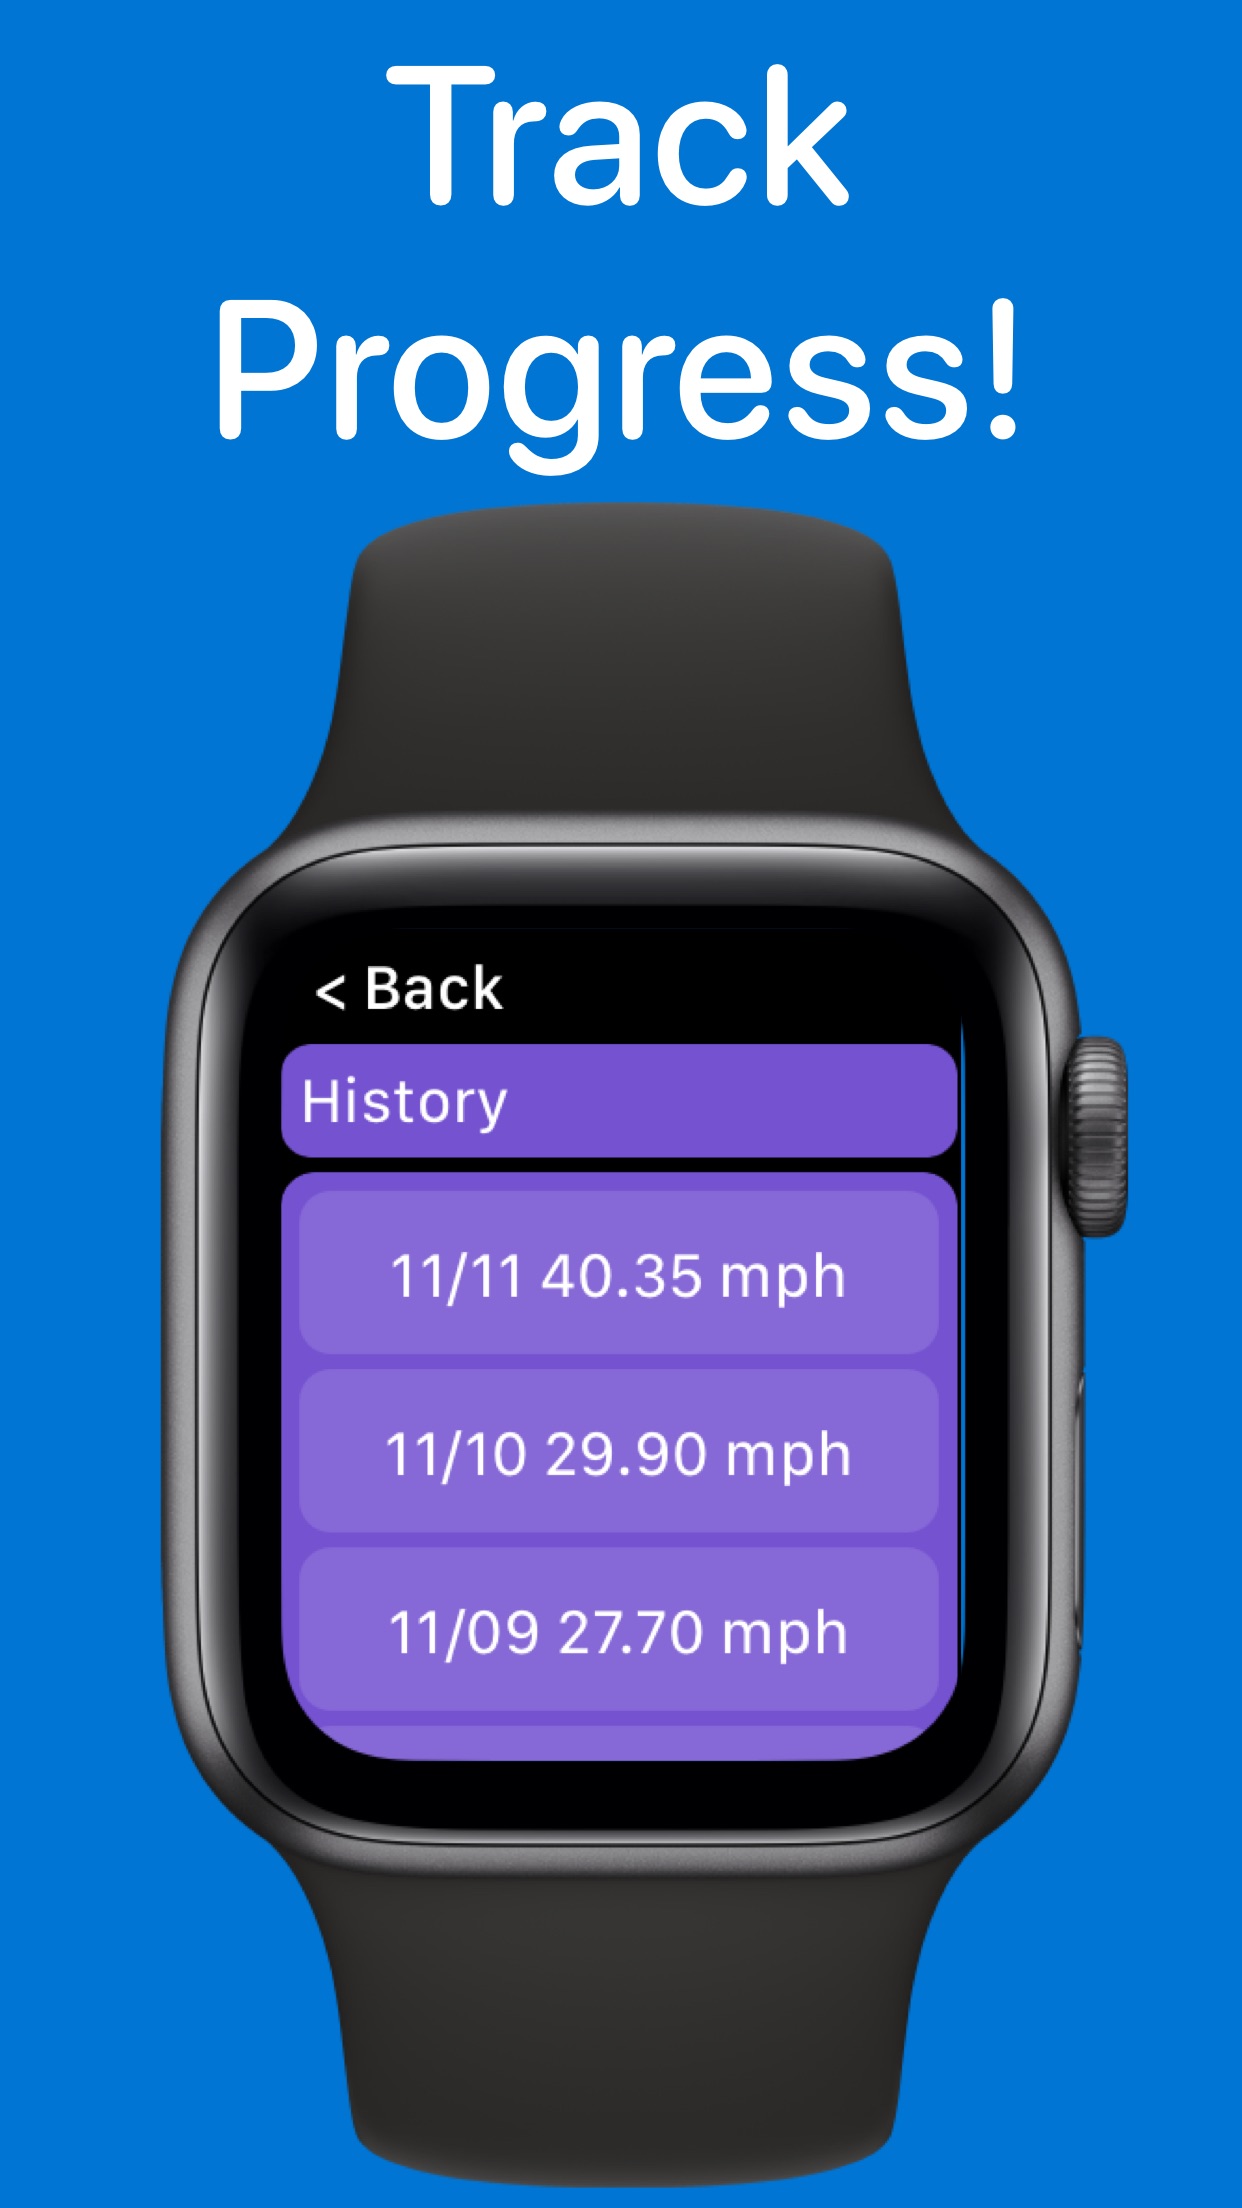 Track
Progress!
< Back
History
11/11 40.35 mph
11/10 29.90 mph
11/09 27.70 mph